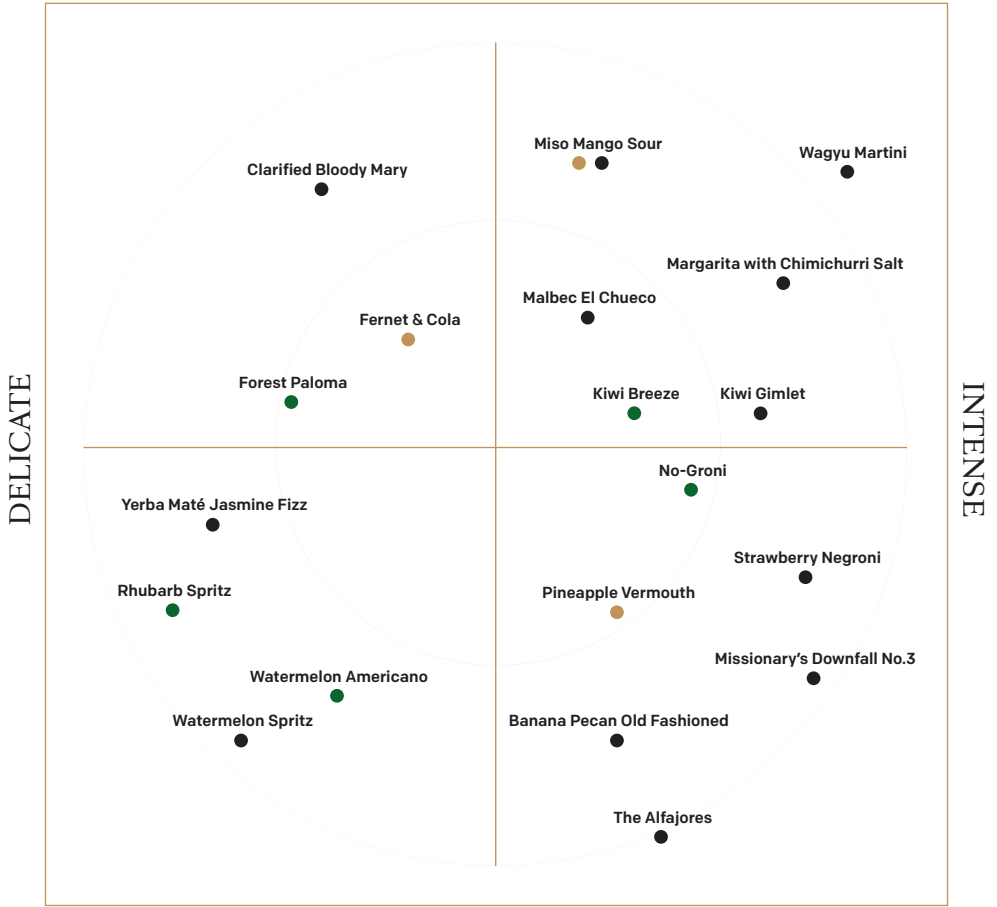 Miso Mango Sour
Wagyu Martini
Clarified Bloody Mary
Margarita with Chimichurri Salt
Malbec El Chueco
Fernet & Cola
Forest Paloma
Kiwi Breeze
Kiwi Gimlet
DELICATE
INTENSE
No-Groni
Yerba Maté Jasmine Fizz
Strawberry Negroni
Rhubarb Spritz
Pineapple Vermouth
Missionary’s Downfall No.3
Watermelon Americano
Watermelon Spritz
Banana Pecan Old Fashioned
The Alfajores